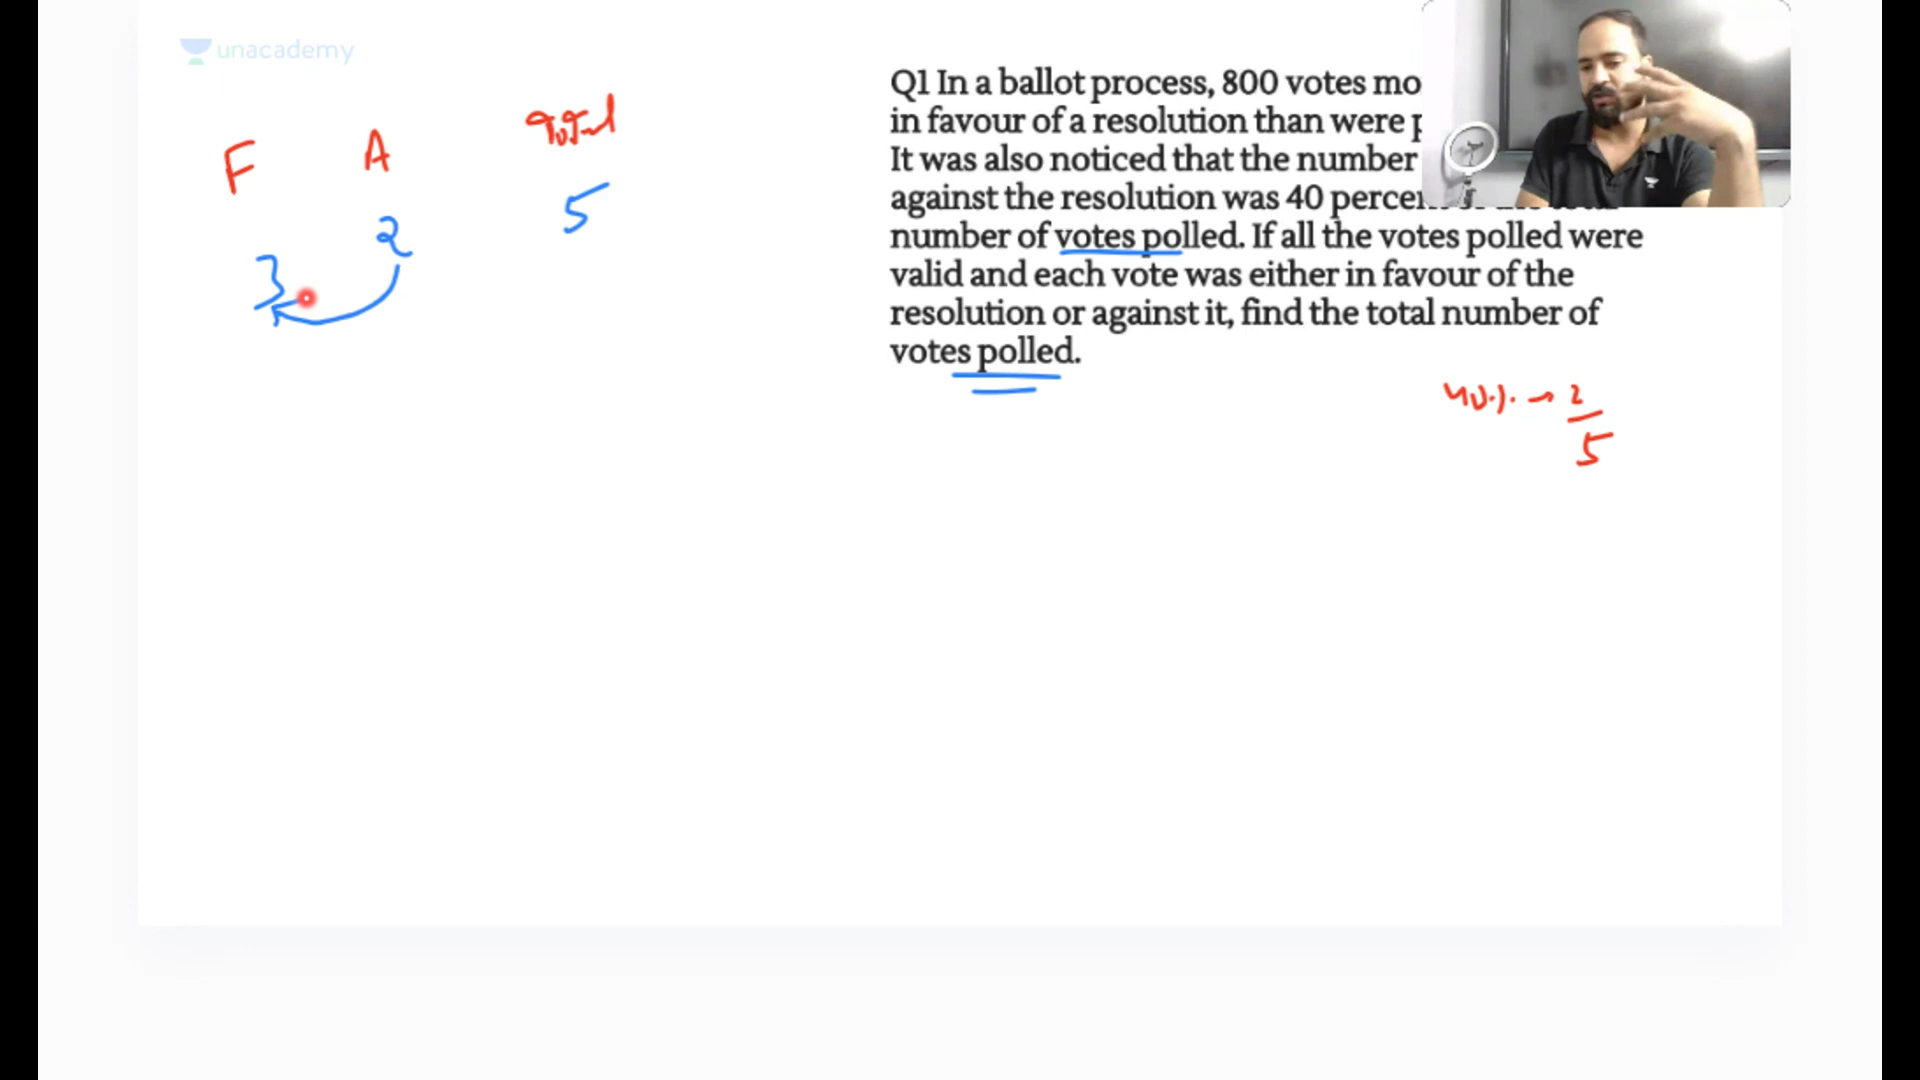 unacademy
F A Total
3 2 5
Q1 In a ballot process, 800 votes
in favour of a resolution than were
It was also noticed that the number
against the resolution was 40
number of votes polled. If all the votes polled were
valid and each vote was either in favour of the
resolution or against it, find the total number of
votes polled.
40% → 2
5